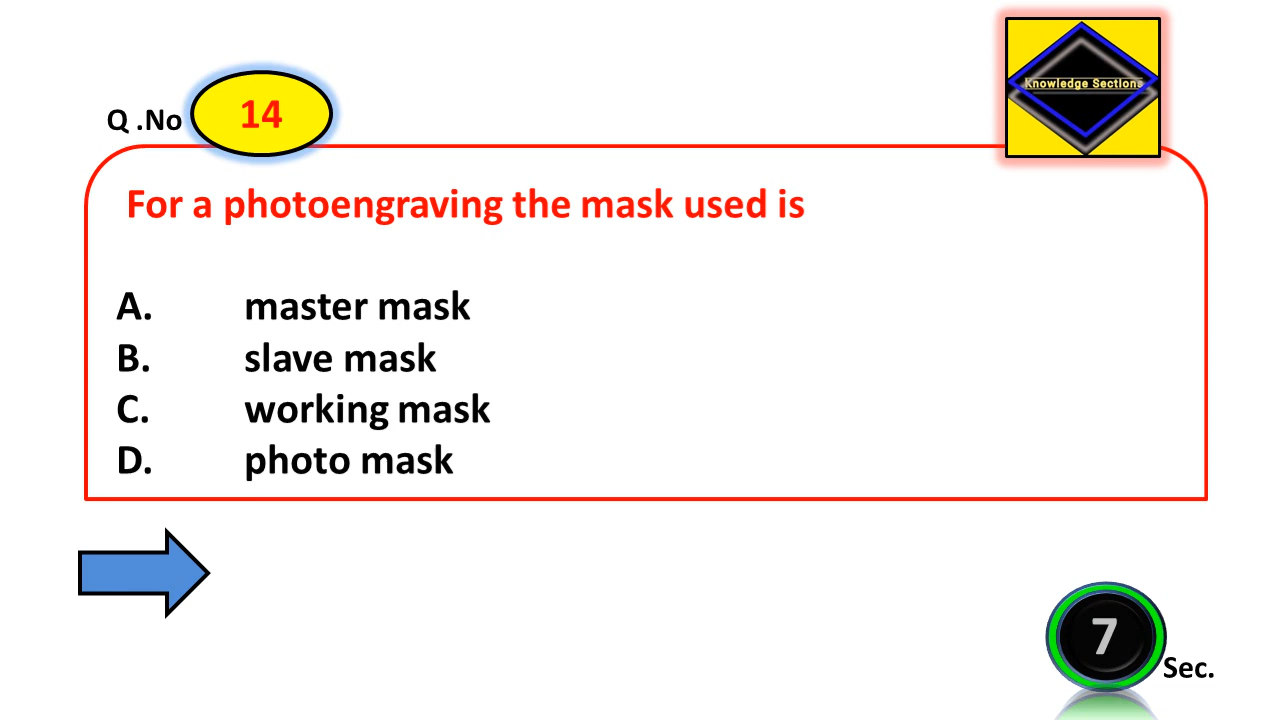 Knowledge Sections
Q .No 14
For a photoengraving the mask used is
A. master mask
B. slave mask
C. working mask
D. photo mask
7 Sec.